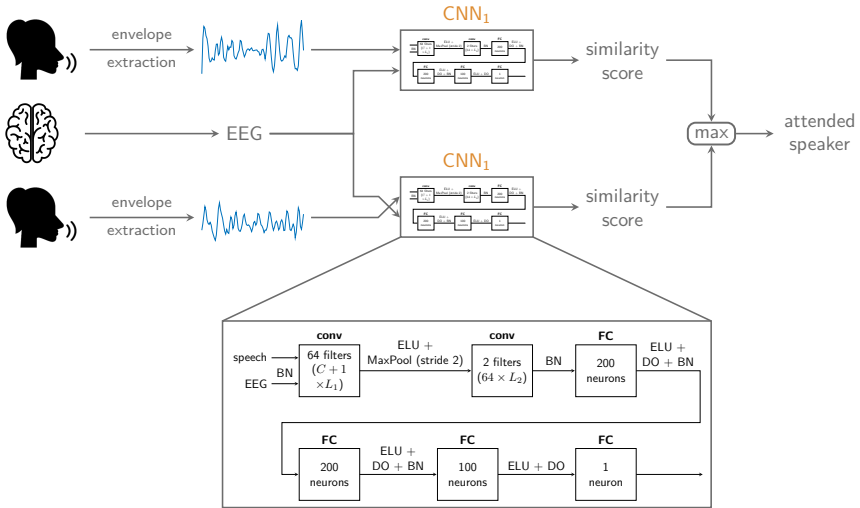 CNN₁
envelope
extraction
similarity
score
EEG
max
attended
speaker
CNN₁
envelope
extraction
similarity
score
conv
conv
FC
speech
EEG
BN
64 filters
(C + 1
×L₁)
ELU +
MaxPool (stride 2)
2 filters
(64 × L₂)
BN
200
neurons
ELU +
DO + BN
FC
FC
FC
200
neurons
ELU +
DO + BN
100
neurons
ELU + DO
1
neuron